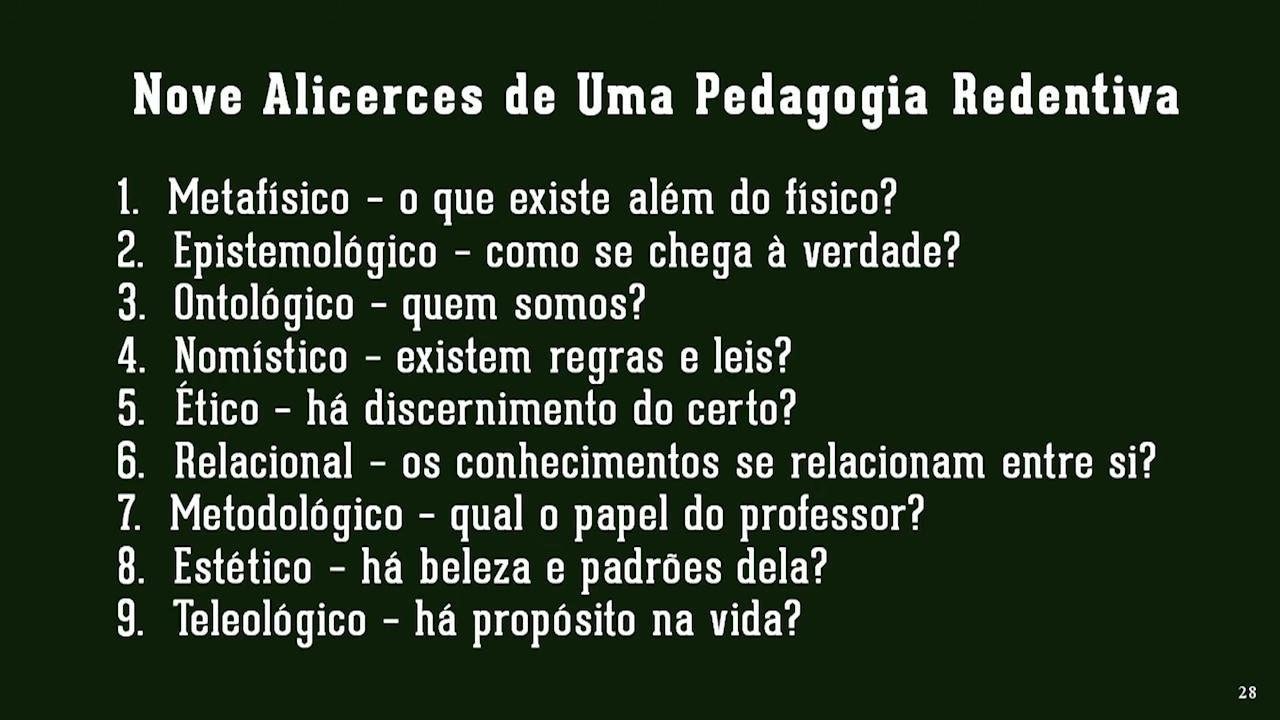 Nove Alicerces de Uma Pedagogia Redentiva
1. Metafísico - o que existe além do físico?
2. Epistemológico - como se chega à verdade?
3. Ontológico - quem somos?
4. Nomístico - existem regras e leis?
5. Ético - há discernimento do certo?
6. Relacional - os conhecimentos se relacionam entre si?
7. Metodológico - qual o papel do professor?
8. Estético - há beleza e padrões dela?
9. Teleológico - há propósito na vida?
28